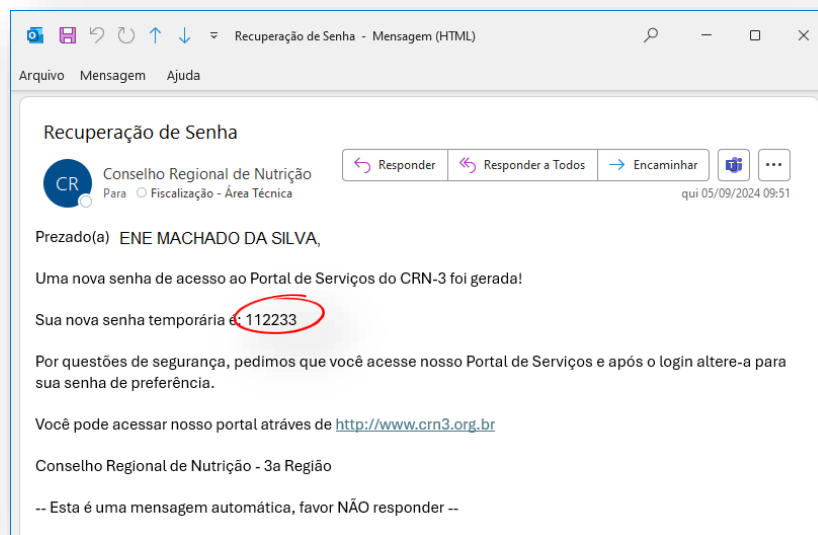 Recuperação de Senha - Mensagem (HTML)
Arquivo Mensagem Ajuda
Recuperação de Senha
CR
Conselho Regional de Nutrição
Para Fiscalização - Área Técnica
Responder Responder a Todos Encaminhar
qui 05/09/2024 09:51
Prezado(a) ENE MACHADO DA SILVA,
Uma nova senha de acesso ao Portal de Serviços do CRN-3 foi gerada!
Sua nova senha temporária é: 112233
Por questões de segurança, pedimos que você acesse nosso Portal de Serviços e após o login altere-a para
sua senha de preferência.
Você pode acessar nosso portal atráves de http://www.crn3.org.br
Conselho Regional de Nutrição - 3a Região
-- Esta é uma mensagem automática, favor NÃO responder --